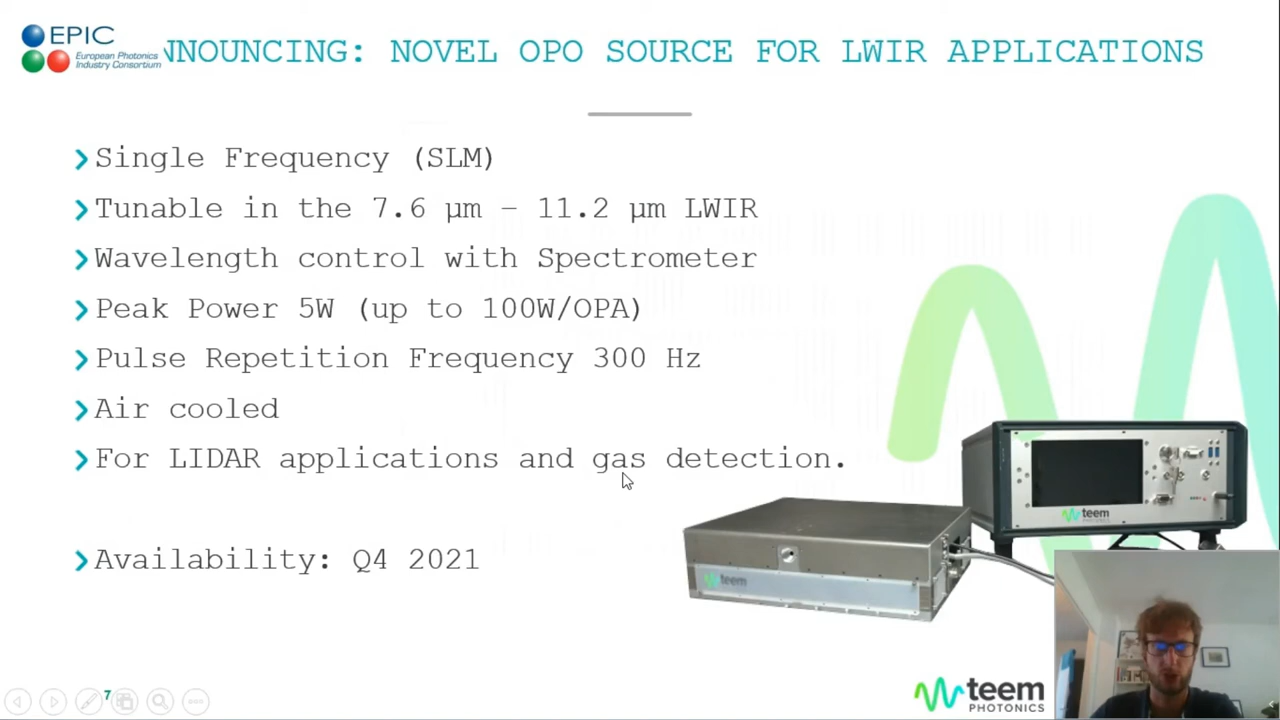 EPIC
European Photonics
Industry Consortium
NNOUNCING: NOVEL OPO SOURCE FOR LWIR APPLICATIONS
Single Frequency (SLM)
Tunable in the 7.6 µm – 11.2 µm LWIR
Wavelength control with Spectrometer
Peak Power 5W (up to 100W/OPA)
Pulse Repetition Frequency 300 Hz
Air cooled
For LIDAR applications and gas detection.
Availability: Q4 2021
teem
PHOTONICS
teem
7
teem
PHOTONICS